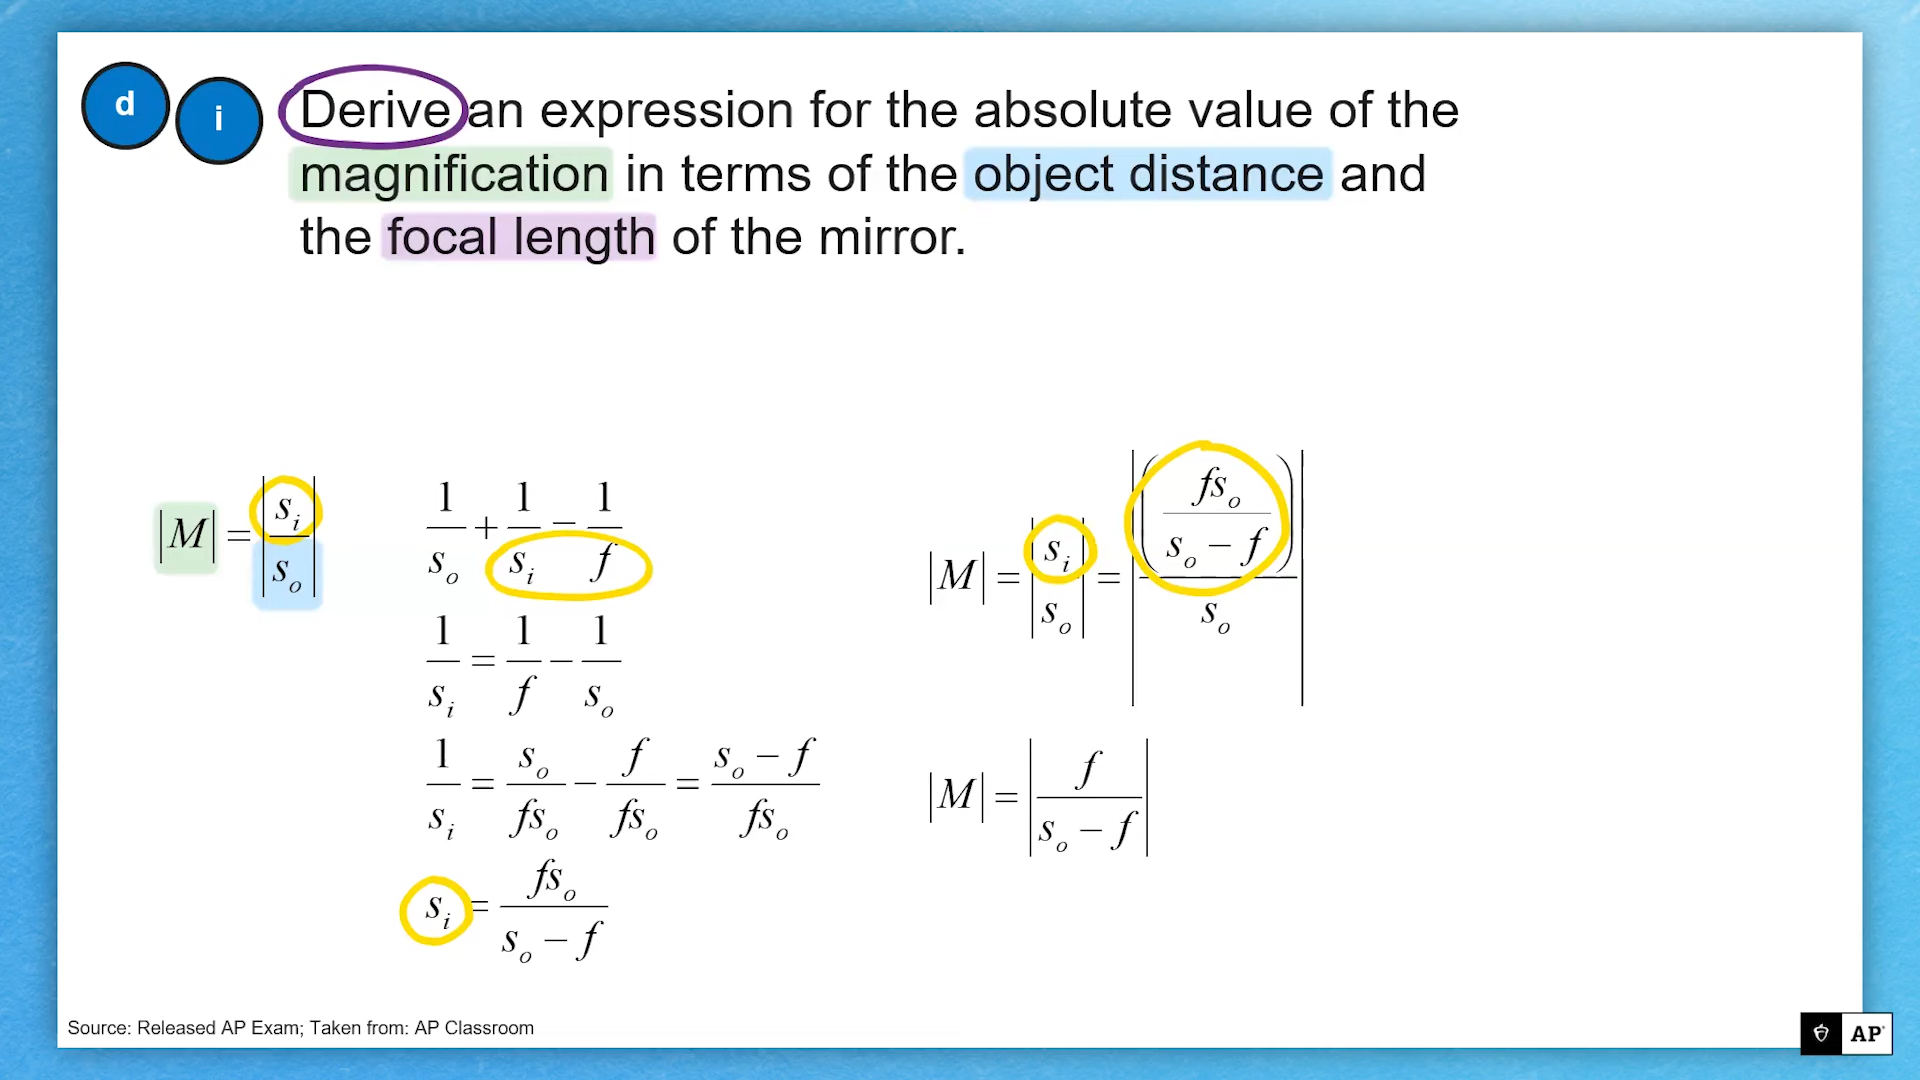 d i Derive an expression for the absolute value of the
magnification in terms of the object distance and
the focal length of the mirror.
|M| = |s_i / s_o|
1/s_o + 1/s_i − 1/f
1/s_i = 1/f − 1/s_o
1/s_i = s_o/fs_o − f/fs_o = (s_o − f)/fs_o
s_i = fs_o/(s_o − f)
|M| = |s_i / s_o| = |(fs_o/(s_o − f)) / s_o|
|M| = |f/(s_o − f)|
Source: Released AP Exam; Taken from: AP Classroom
AP